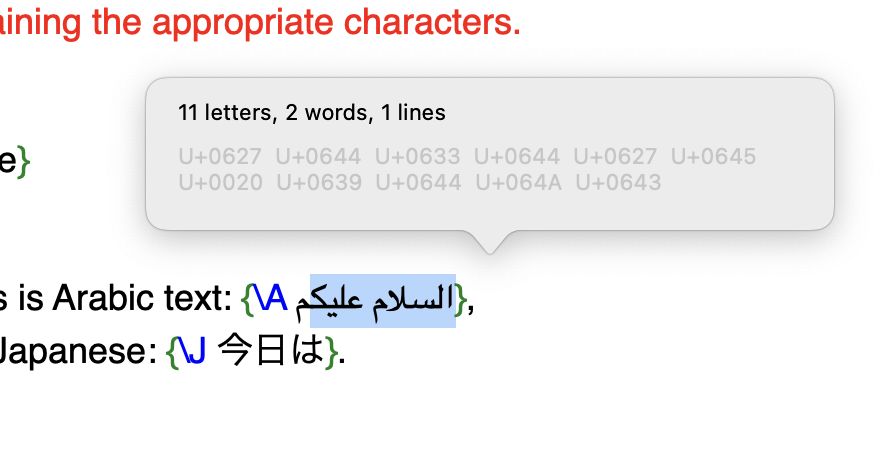 ining the appropriate characters.
11 letters, 2 words, 1 lines
U+0627 U+0644 U+0633 U+0644 U+0627 U+0645
U+0020 U+0639 U+0644 U+064A U+0643
e}
s is Arabic text: {\A السلام عليكم},
Japanese: {\J 今日は}.